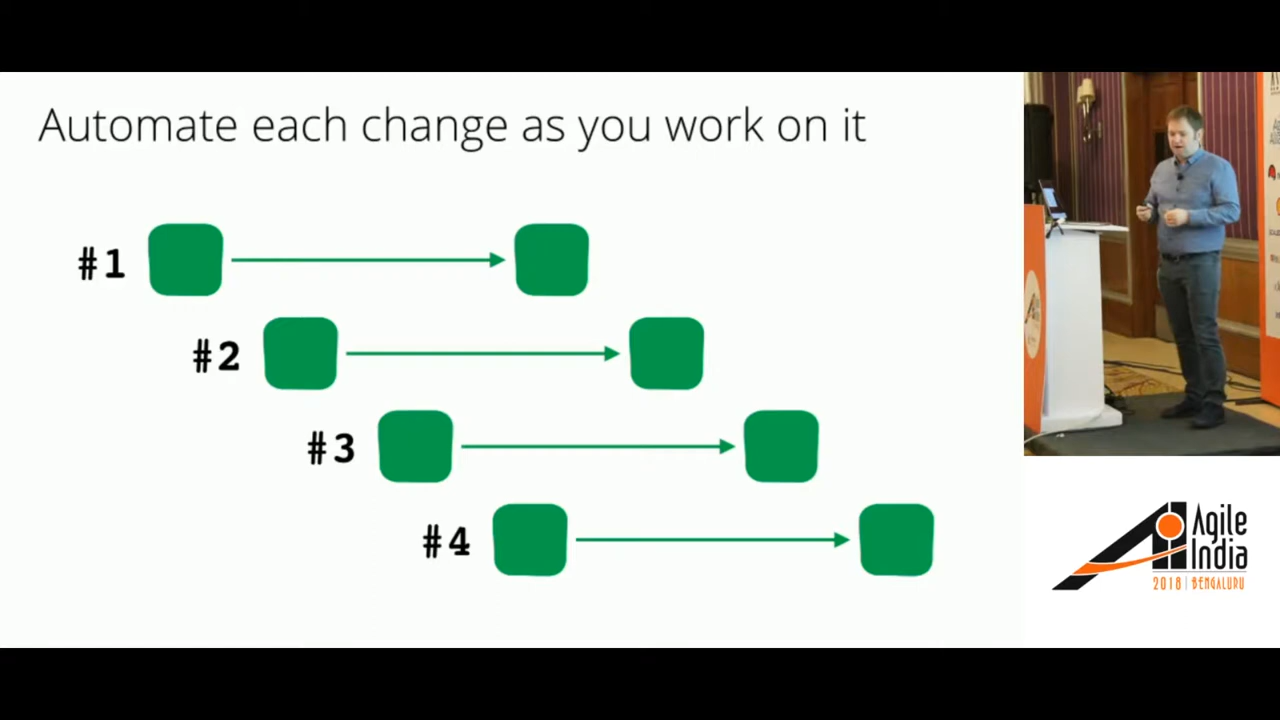 Automate each change as you work on it
#1
#2
#3
#4
Agile
India
2018 | BENGALURU